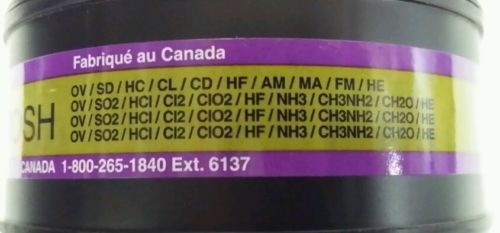 Fabriqué au Canada
OV / SD / HC / CL / CD / HF / AM / MA / FM / HE
OV / SO2 / HCl / Cl2 / ClO2 / HF / NH3 / CH3NH2 / CH2O / HE
SH OV / SO2 / HCl / Cl2 / ClO2 / HF / NH3 / CH3NH2 / CH2O / HE
OV / SO2 / HCl / Cl2 / ClO2 / HF / NH3 / CH3NH2 / CH2O / HE
CANADA 1-800-265-1840 Ext. 6137